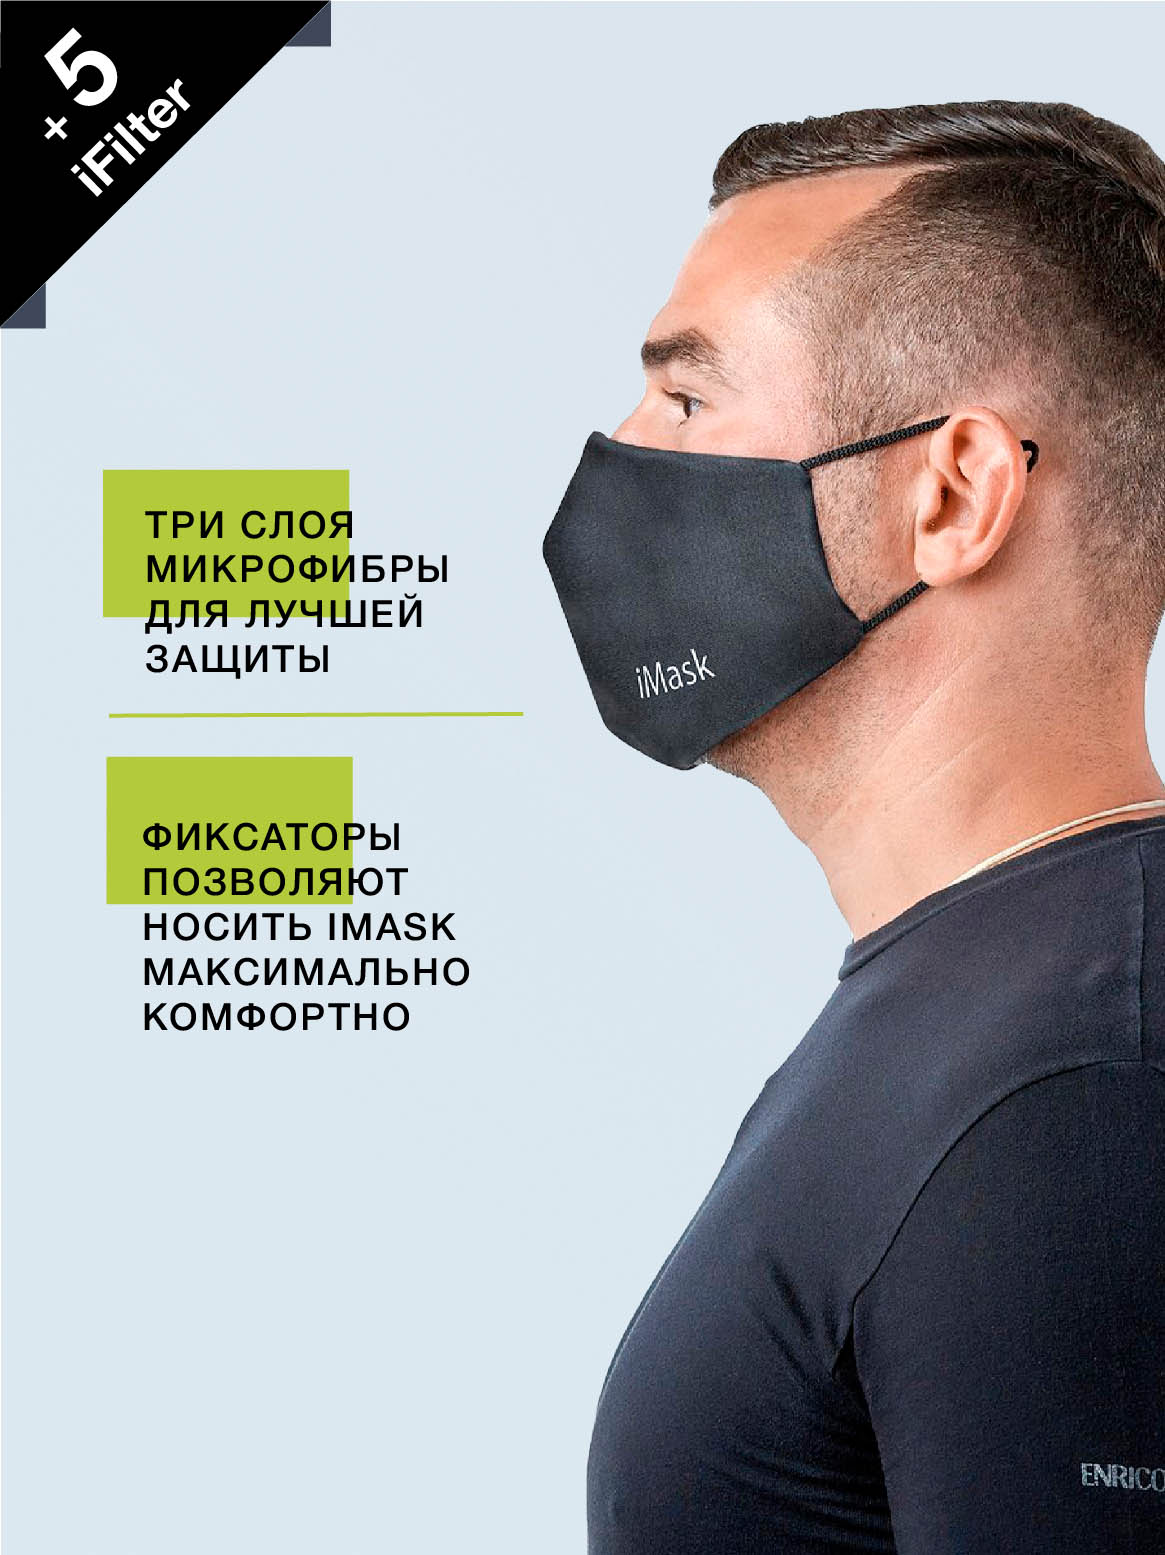 + 5
iFilter
ТРИ СЛОЯ
МИКРОФИБРЫ
ДЛЯ ЛУЧШЕЙ
ЗАЩИТЫ
iMask
ФИКСАТОРЫ
ПОЗВОЛЯЮТ
НОСИТЬ IMASK
МАКСИМАЛЬНО
КОМФОРТНО
ENRICO